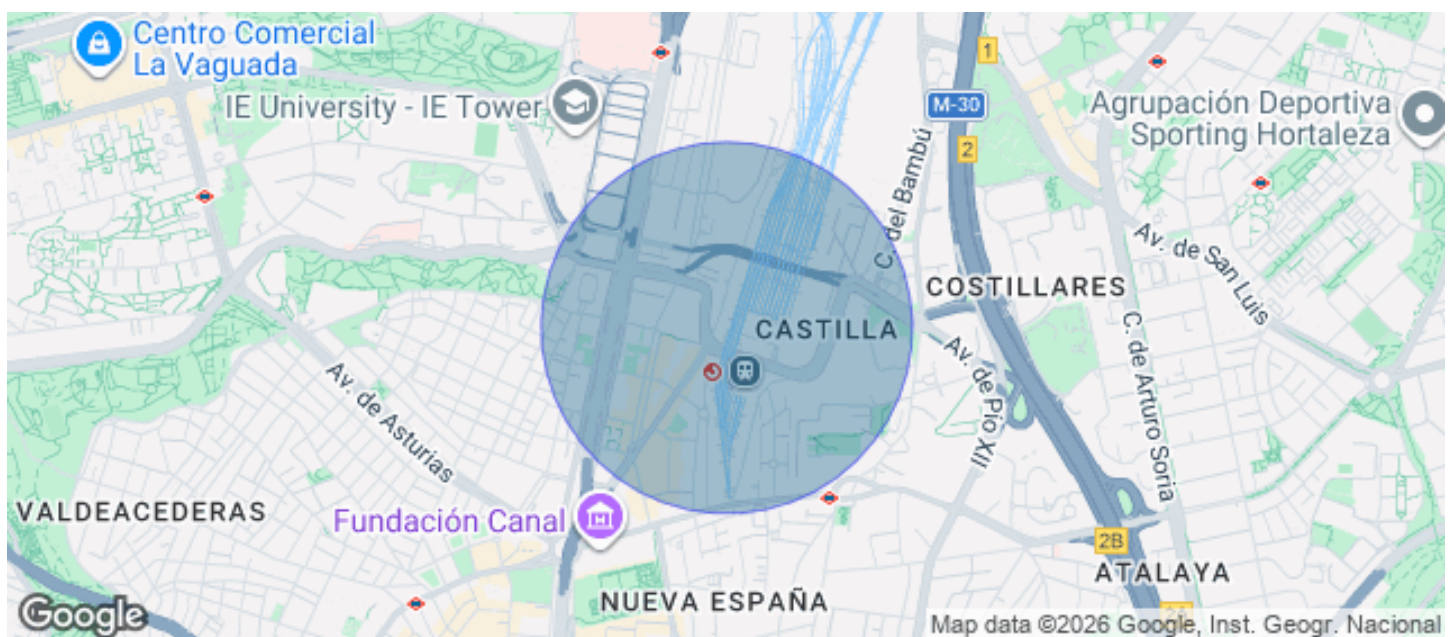 Centro Comercial
La Vaguada
IE University - IE Tower
1
M-30
2
Agrupación Deportiva
Sporting Hortaleza
C. del Bambú
Av. de San Luis
COSTILLARES
CASTILLA
Av. de Asturias
Av. de Pío XII
C. de Arturo Soria
VALDEACEDERAS
Fundación Canal
2B
ATALAYA
NUEVA ESPAÑA
Google
Map data ©2026 Google, Inst. Geogr. Nacional